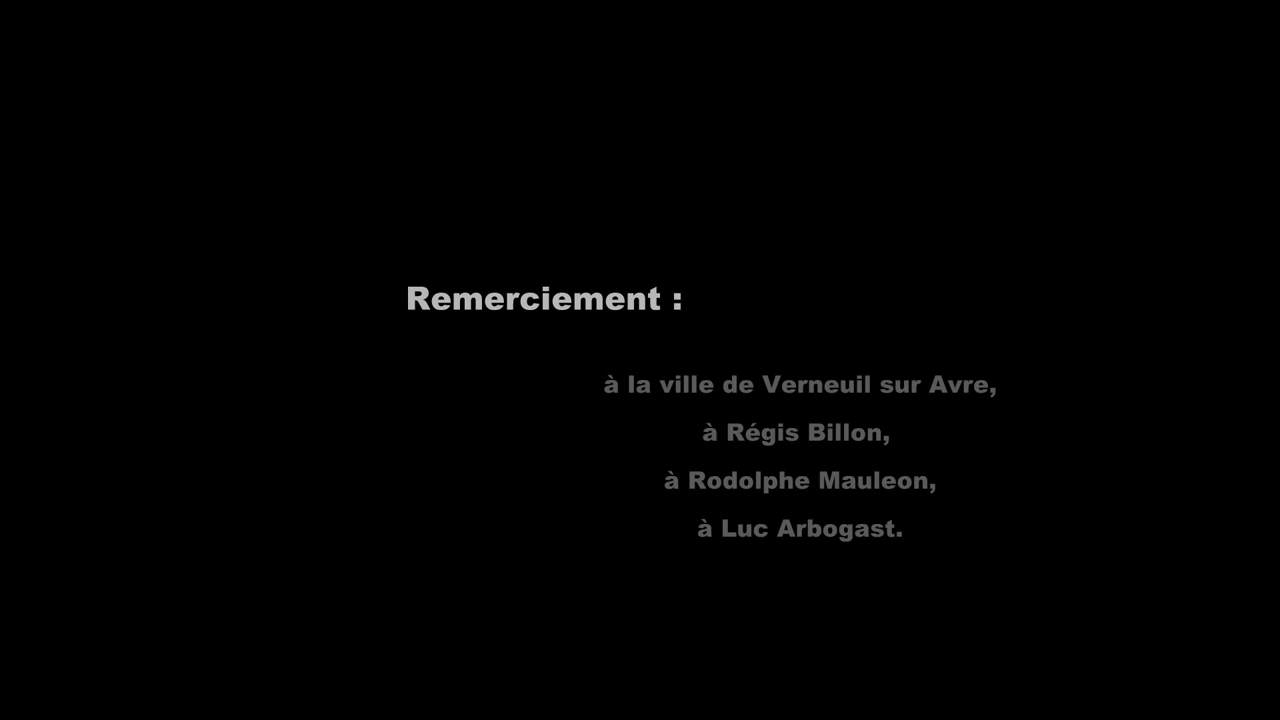 Remerciement :
à la ville de Verneuil sur Avre,
à Régis Billon,
à Rodolphe Mauleon,
à Luc Arbogast.